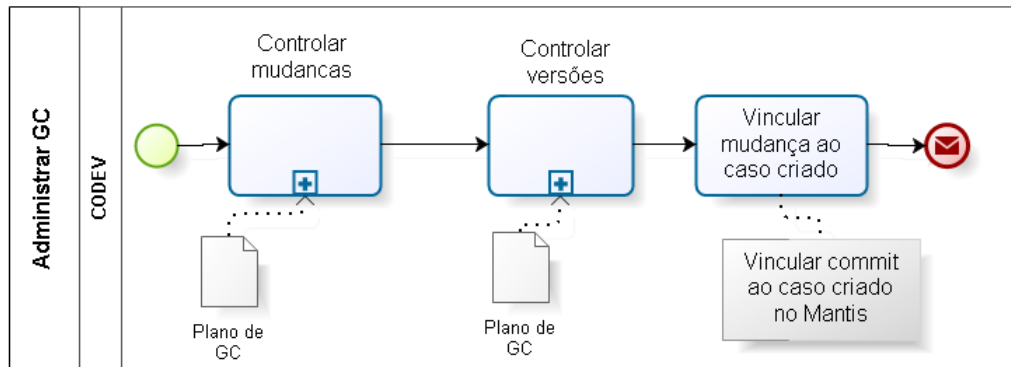 Administrar GC
CODEV
Controlar
mudancas
Controlar
versões
Vincular
mudança ao
caso criado
Plano de
GC
Plano de
GC
Vincular commit
ao caso criado
no Mantis